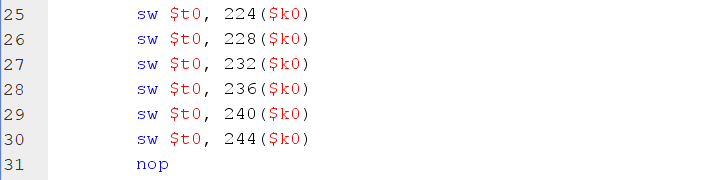 25 sw $t0, 224($k0)
26 sw $t0, 228($k0)
27 sw $t0, 232($k0)
28 sw $t0, 236($k0)
29 sw $t0, 240($k0)
30 sw $t0, 244($k0)
31 nop